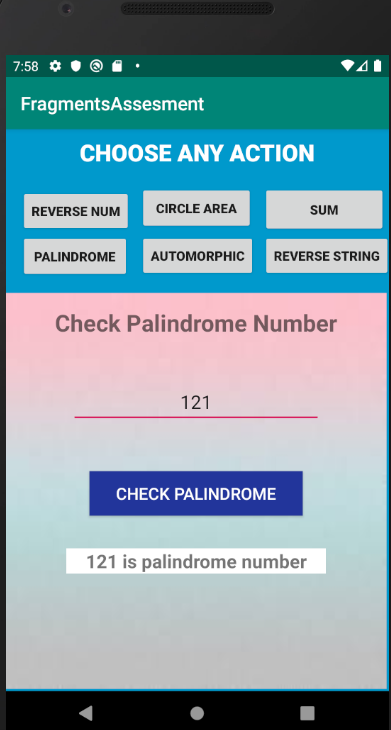 7:58
FragmentsAssesment
CHOOSE ANY ACTION
REVERSE NUM CIRCLE AREA SUM
PALINDROME AUTOMORPHIC REVERSE STRING
Check Palindrome Number
121
CHECK PALINDROME
121 is palindrome number